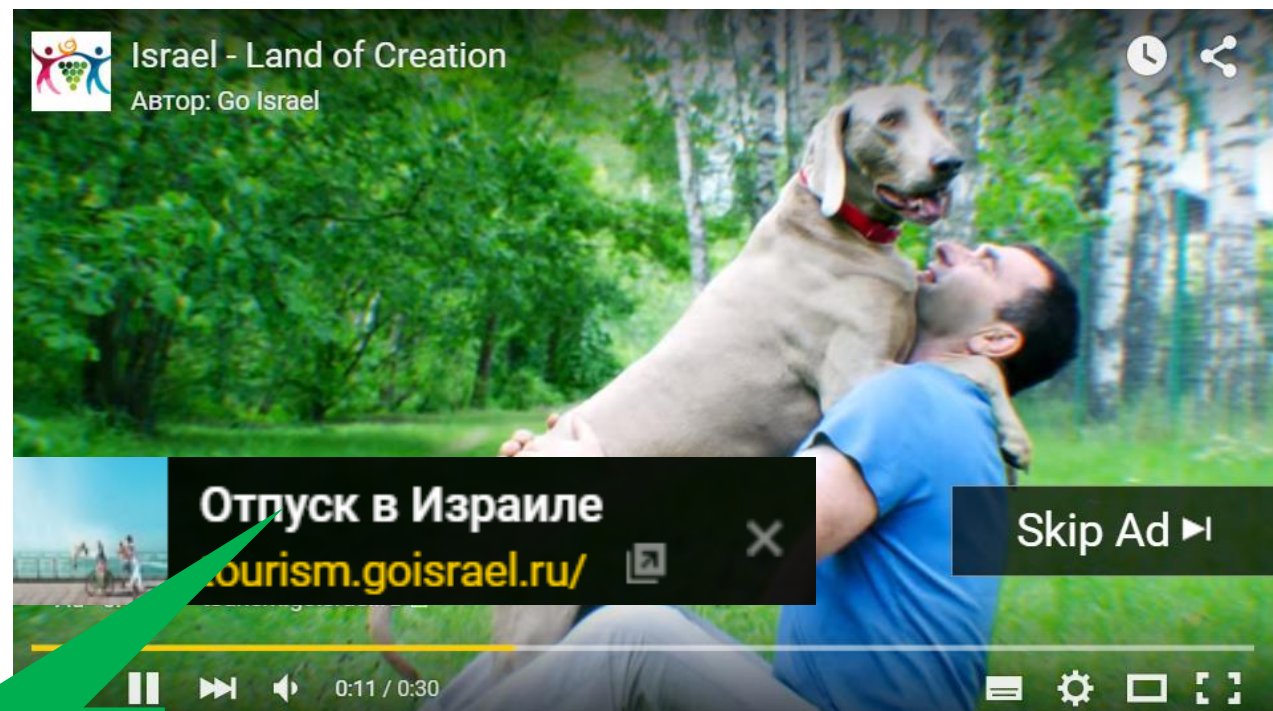 Israel - Land of Creation
Автор: Go Israel
Отпуск в Израиле
tourism.goisrael.ru/
Skip Ad
0:11 / 0:30